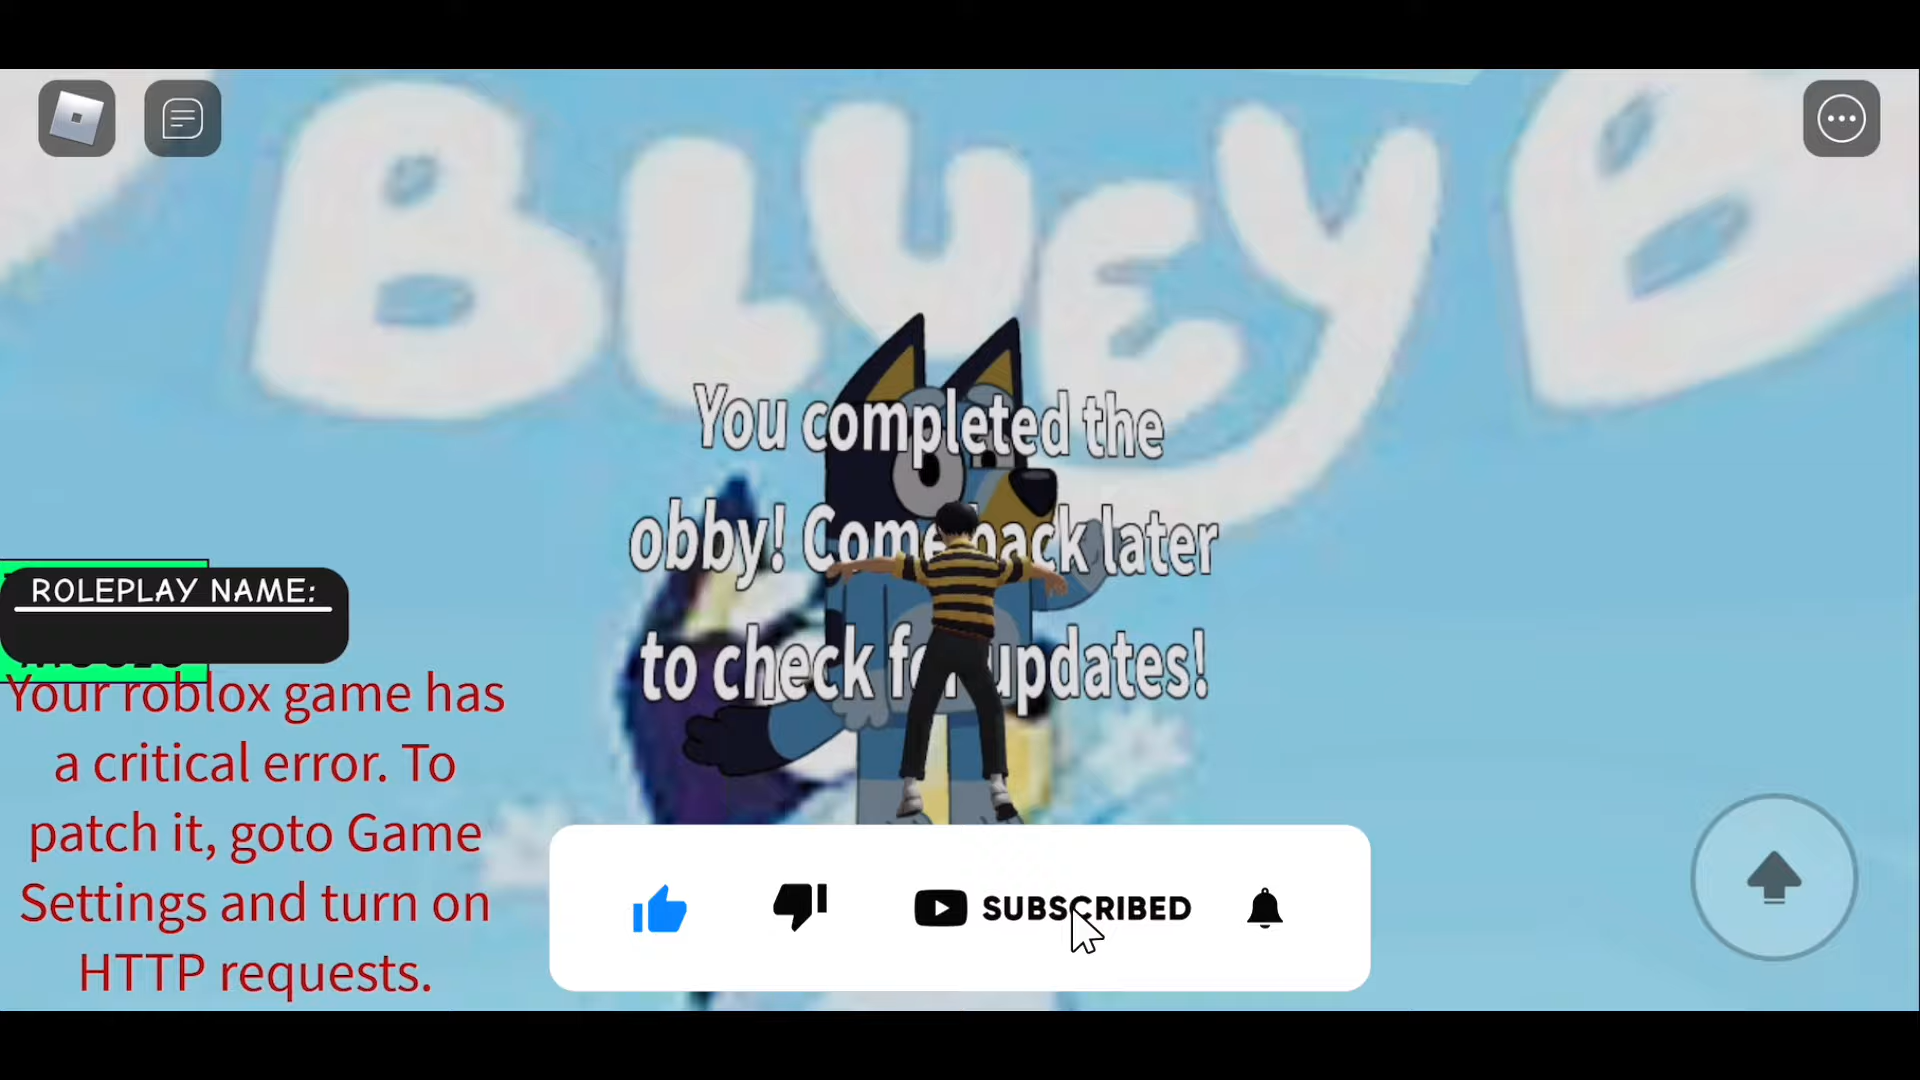 BLUEY B
You completed the
obby! Come back later
to check for updates!
ROLEPLAY NAME:
Your roblox game has
a critical error. To
patch it, goto Game
Settings and turn on
HTTP requests.
SUBSCRIBED